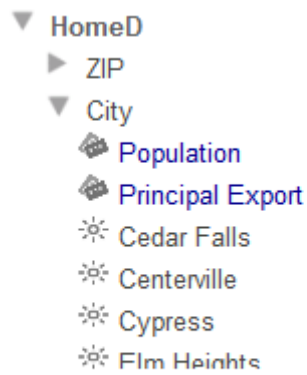 HomeD
ZIP
City
Population
Principal Export
Cedar Falls
Centerville
Cypress
Elm Heights